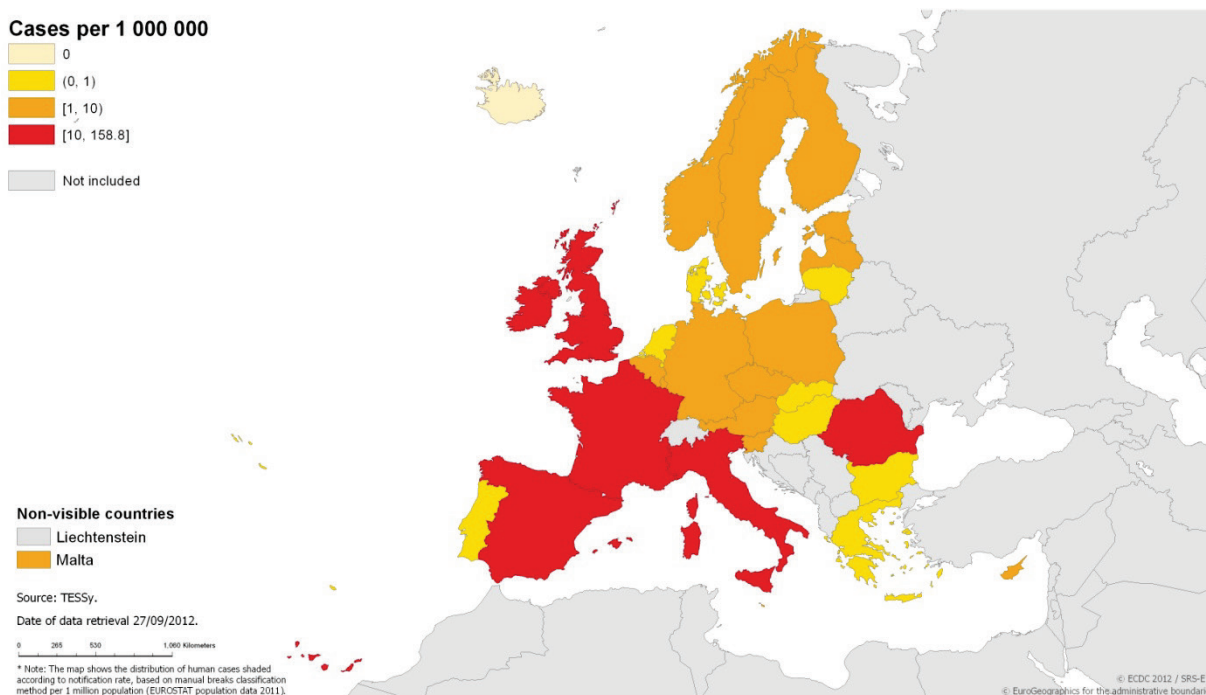 Cases per 1 000 000
0
(0, 1)
[1, 10)
[10, 158.8]
Not included
Non-visible countries
Liechtenstein
Malta
Source: TESSy.
Date of data retrieval 27/09/2012.
0 265 530 1,060 Kilometers
* Note: The map shows the distribution of human cases shaded
according to notification rate, based on manual breaks classification
method per 1 million population (EUROSTAT population data 2011).
© ECDC 2012 / SRS-E
© EuroGeographics for the administrative boundari